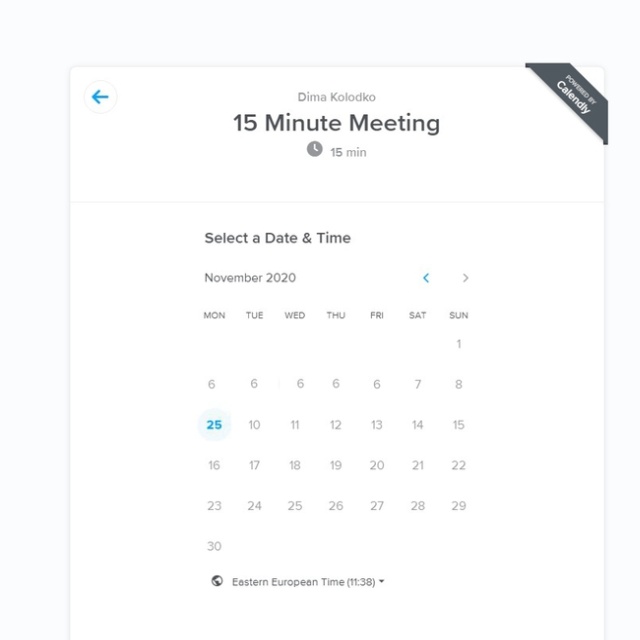 POWERED BY
Calendly
Dima Kolodko
15 Minute Meeting
15 min
Select a Date & Time
November 2020
MON TUE WED THU FRI SAT SUN
1
6 6 6 6 6 7 8
25 10 11 12 13 14 15
16 17 18 19 20 21 22
23 24 25 26 27 28 29
30
Eastern European Time (11:38)